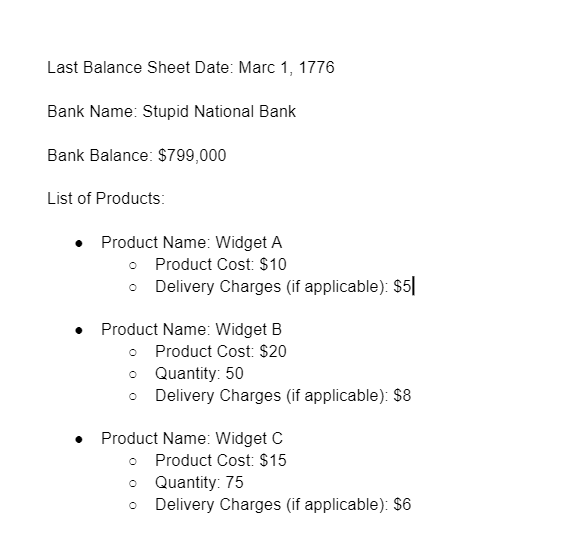 Last Balance Sheet Date: Marc 1, 1776
Bank Name: Stupid National Bank
Bank Balance: $799,000
List of Products:
● Product Name: Widget A
○ Product Cost: $10
○ Delivery Charges (if applicable): $5
● Product Name: Widget B
○ Product Cost: $20
○ Quantity: 50
○ Delivery Charges (if applicable): $8
● Product Name: Widget C
○ Product Cost: $15
○ Quantity: 75
○ Delivery Charges (if applicable): $6